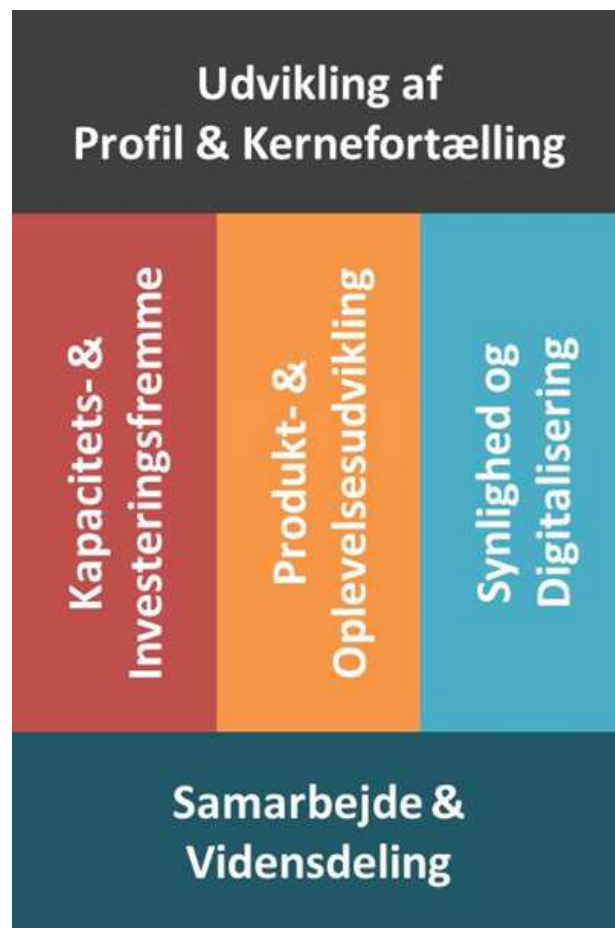 Udvikling af
Profil & Kernefortælling
Kapacitets- &
Investeringsfremme
Produkt- &
Oplevelsesudvikling
Synlighed og
Digitalisering
Samarbejde &
Vidensdeling